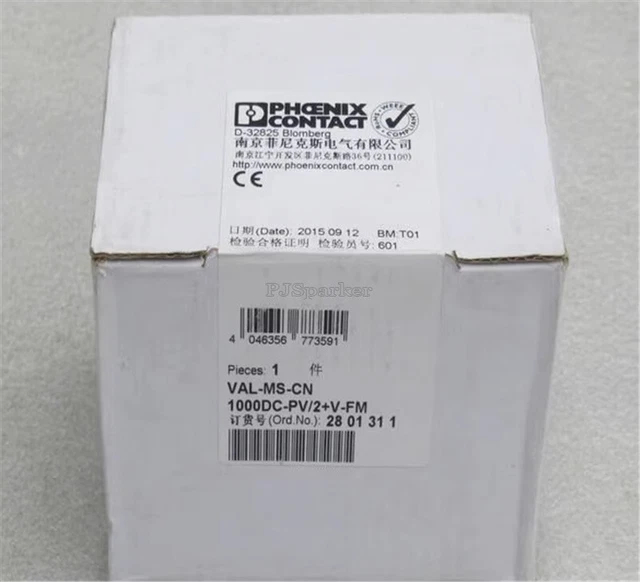 PHŒNIX
CONTACT
WEEE
COMPLIANT
D-32825 Blomberg
南京菲尼克斯电气有限公司
南京江宁开发区菲尼克斯路36号(211100)
http://www.phoenixcontact.com.cn
CE
日期(Date): 2015 09 12 BM:T01
检验合格证明 检验员号:601
PJSparker
4 046356 773591
Pieces: 1 件
VAL-MS-CN
1000DC-PV/2+V-FM
订货号(Ord.No.): 28 01 31 1